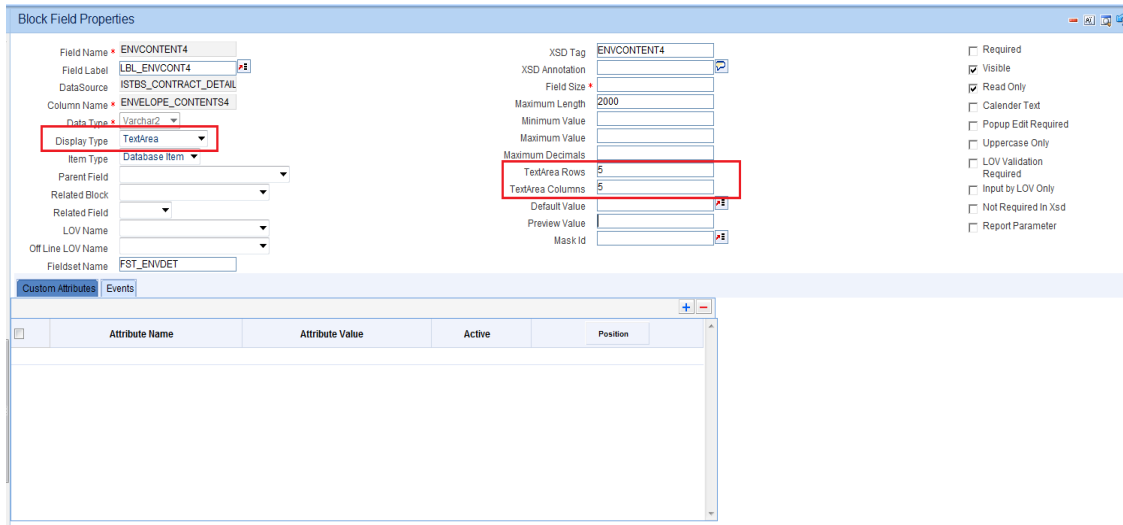 Block Field Properties
Field Name * ENVCONTENT4
Field Label LBL_ENVCONT4
DataSource ISTBS_CONTRACT_DETAIL
Column Name * ENVELOPE_CONTENTS4
Data Type * Varchar2
Display Type TextArea
Item Type Database Item
Parent Field
Related Block
Related Field
LOV Name
Off Line LOV Name
Fieldset Name FST_ENVDET
XSD Tag ENVCONTENT4
XSD Annotation
Field Size *
Maximum Length 2000
Minimum Value
Maximum Value
Maximum Decimals
TextArea Rows 5
TextArea Columns 5
Default Value
Preview Value
Mask Id
Required
Visible
Read Only
Calender Text
Popup Edit Required
Uppercase Only
LOV Validation
Required
Input by LOV Only
Not Required In Xsd
Report Parameter
Custom Attributes Events
Attribute Name Attribute Value Active Position